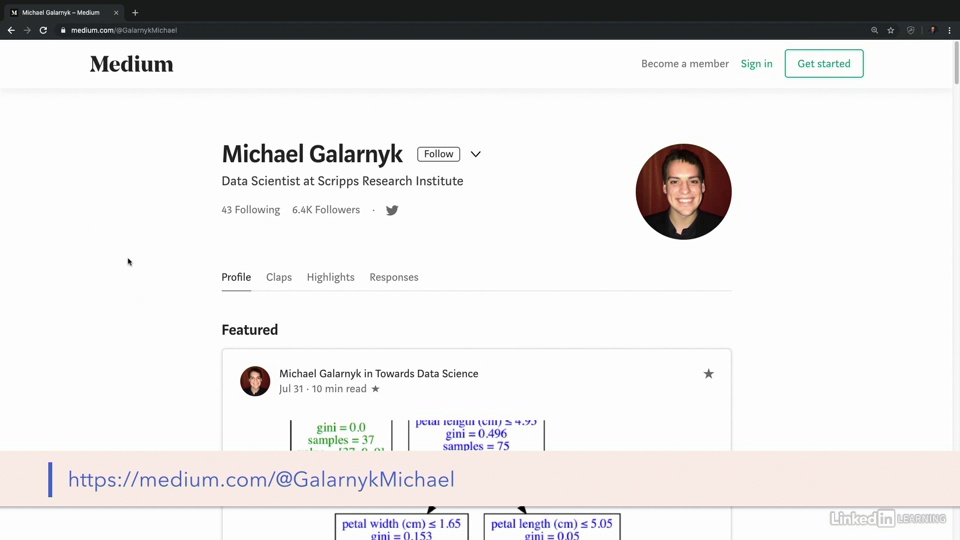 Michael Galarnyk – Medium
medium.com/@GalarnykMichael
Medium
Become a member Sign in Get started
Michael Galarnyk Follow
Data Scientist at Scripps Research Institute
43 Following 6.4K Followers ·
Profile Claps Highlights Responses
Featured
Michael Galarnyk in Towards Data Science
Jul 31 · 10 min read ★
petal length (cm) ≤ 4.95
gini = 0.0
gini = 0.496
samples = 37
samples = 75
https://medium.com/@GalarnykMichael
petal width (cm) ≤ 1.65
petal length (cm) ≤ 5.05
gini = 0.153
gini = 0.05
Linked in LEARNING